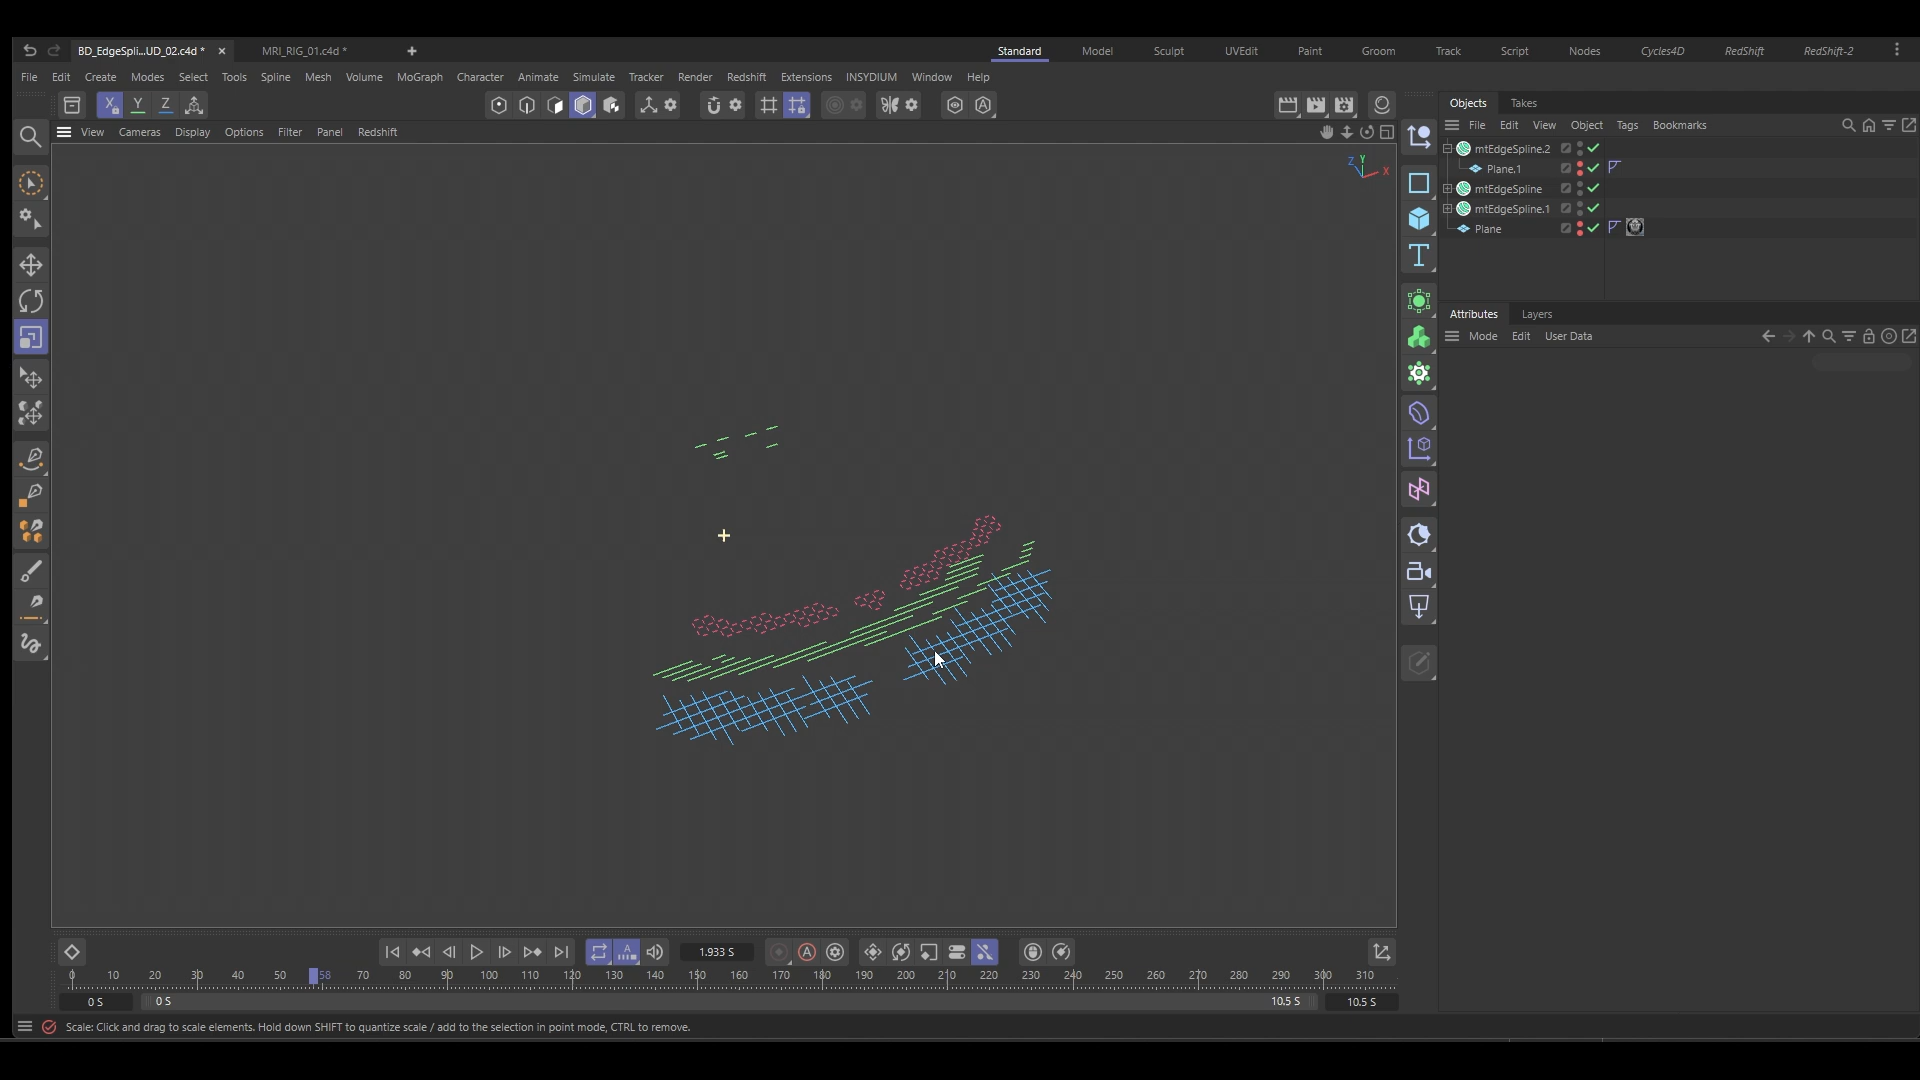 BD_EdgeSpli...UD_02.c4d * MRI_RIG_01.c4d * Standard Model Sculpt UVEdit Paint Groom Track Script Nodes Cycles4D RedShift RedShift-2
File Edit Create Modes Select Tools Spline Mesh Volume MoGraph Character Animate Simulate Tracker Render Redshift Extensions INSYDIUM Window Help
X Y Z
Objects Takes
View Cameras Display Options Filter Panel Redshift
File Edit View Object Tags Bookmarks
mtEdgeSpline.2
Plane.1
mtEdgeSpline
mtEdgeSpline.1
Plane
Z Y X
Attributes Layers
Mode Edit User Data
1.933 S
0 10 20 30 40 50 58 70 80 90 100 110 120 130 140 150 160 170 180 190 200 210 220 230 240 250 260 270 280 290 300 310
0 S 0 S 10.5 S 10.5 S
Scale: Click and drag to scale elements. Hold down SHIFT to quantize scale / add to the selection in point mode, CTRL to remove.